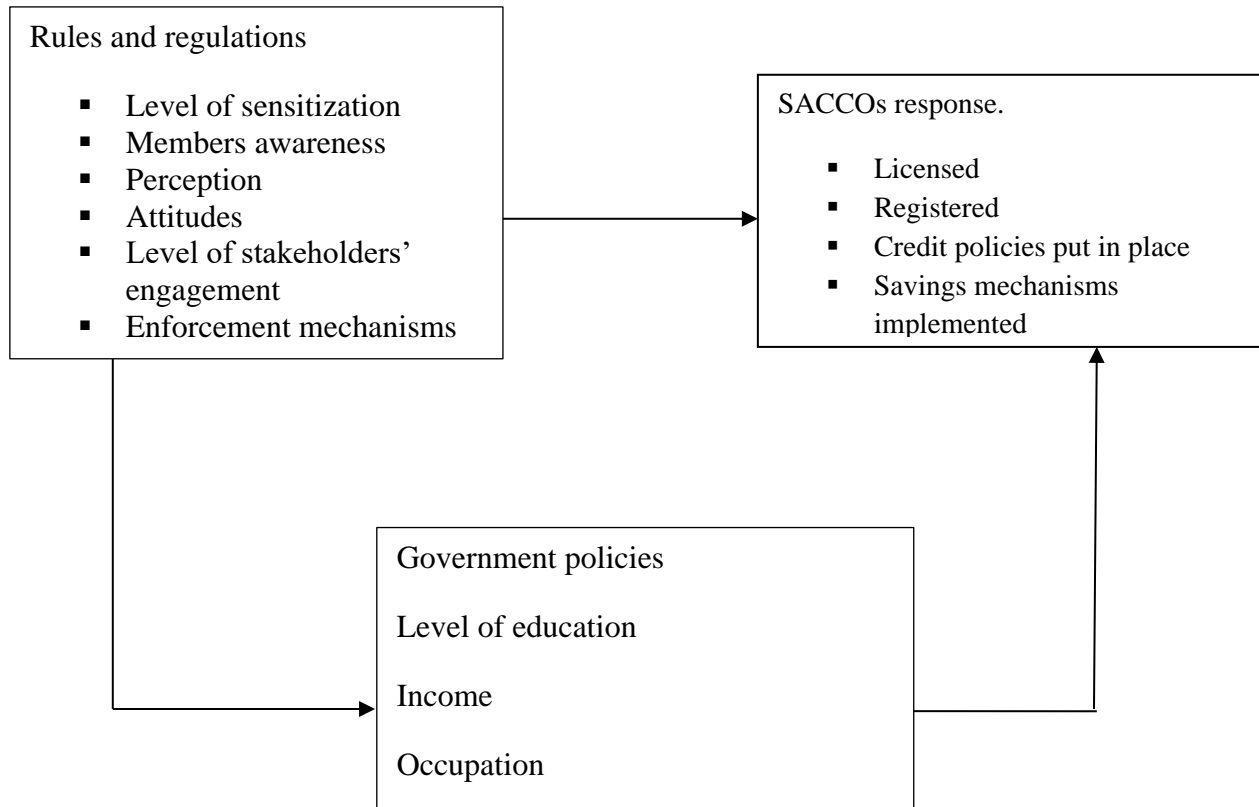 Rules and regulations
▪ Level of sensitization
▪ Members awareness
▪ Perception
▪ Attitudes
▪ Level of stakeholders’
engagement
▪ Enforcement mechanisms
SACCOs response.
▪ Licensed
▪ Registered
▪ Credit policies put in place
▪ Savings mechanisms
implemented
Government policies
Level of education
Income
Occupation